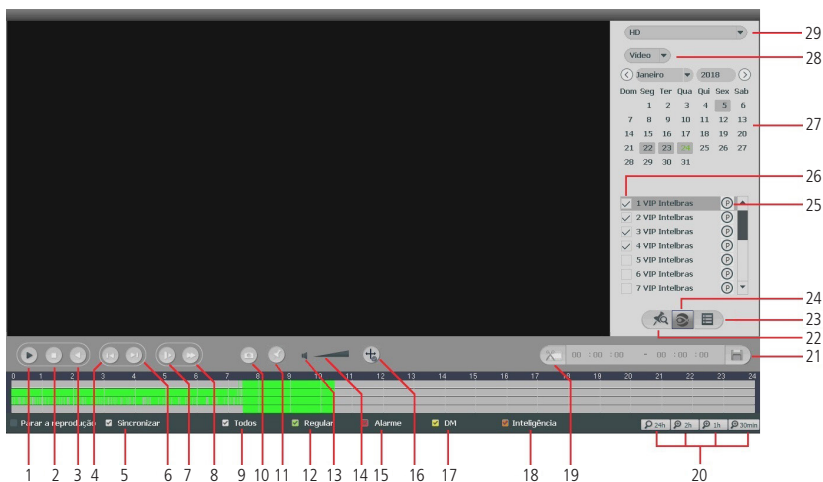 HD
29
Vídeo
28
Janeiro 2018
Dom Seg Ter Qua Qui Sex Sab
1 2 3 4 5 6
7 8 9 10 11 12 13
27
14 15 16 17 18 19 20
21 22 23 24 25 26 27
28 29 30 31
26
1 VIP Intelbras P
25
2 VIP Intelbras P
3 VIP Intelbras P
4 VIP Intelbras P
5 VIP Intelbras P
6 VIP Intelbras P
7 VIP Intelbras P
24
23
22
00 : 00 : 00 - 00 : 00 : 00
21
0 1 2 3 4 5 6 7 8 9 10 11 12 13 14 15 16 17 18 19 20 21 22 23 24
Parar a reprodução Sincronizar Todos Regular Alarme DM Inteligência 24h 2h 1h 30min
1 2 3 4 5 6 7 8 9 10 11 12 13 14 15 16 17 18 19 20